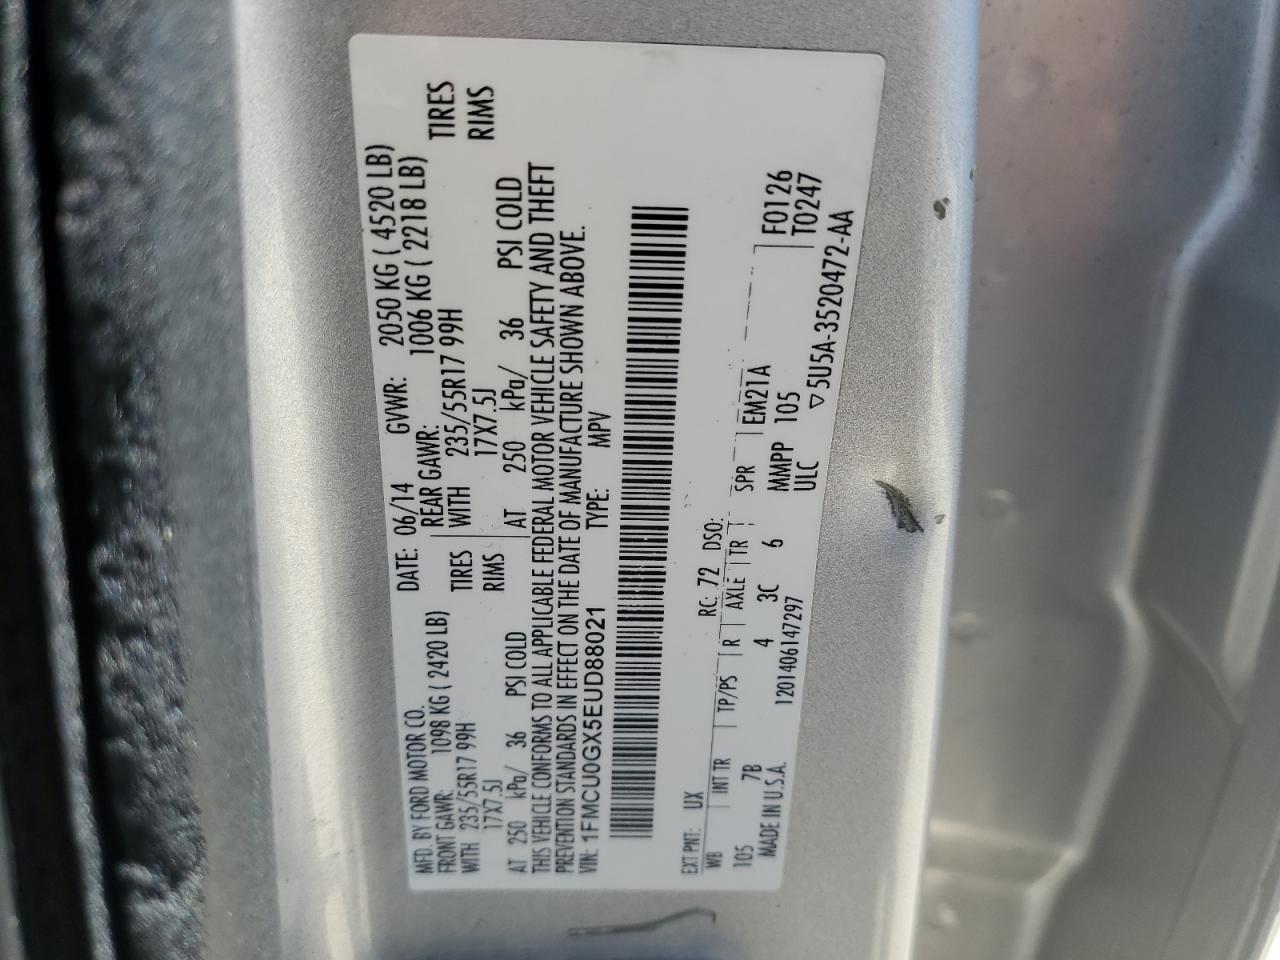 MFD. BY FORD MOTOR CO.
DATE: 06/14 GVWR: 2050 KG ( 4520 LB)
FRONT GAWR: 1098 KG ( 2420 LB) REAR GAWR: 1006 KG ( 2218 LB)
WITH 235/55R17 99H TIRES WITH 235/55R17 99H TIRES
17X7.5J RIMS 17X7.5J RIMS
AT 250 kPa/ 36 PSI COLD AT 250 kPa/ 36 PSI COLD
THIS VEHICLE CONFORMS TO ALL APPLICABLE FEDERAL MOTOR VEHICLE SAFETY AND THEFT
PREVENTION STANDARDS IN EFFECT ON THE DATE OF MANUFACTURE SHOWN ABOVE.
VIN: 1FMCU0GX5EUD88021 TYPE: MPV
EXT PNT: UX RC: 72 DSO:
WB INT TR TP/PS R AXLE TR SPR EM21A F0126
105 7B 4 3C 6 MMPP 105 T0247
ULC
MADE IN U.S.A. 1201406147297 ▽5U5A-3520472-AA